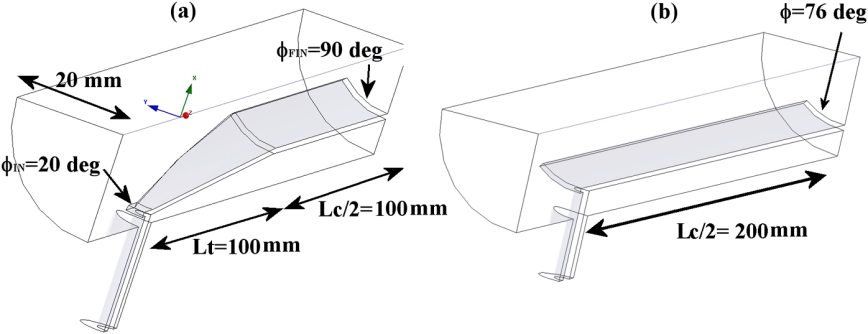 (a)
(b)
ϕFIN=90 deg
ϕ=76 deg
20 mm
X
Y
Z
ϕIN=20 deg
Lc/2=100mm
Lt=100mm
Lc/2= 200mm